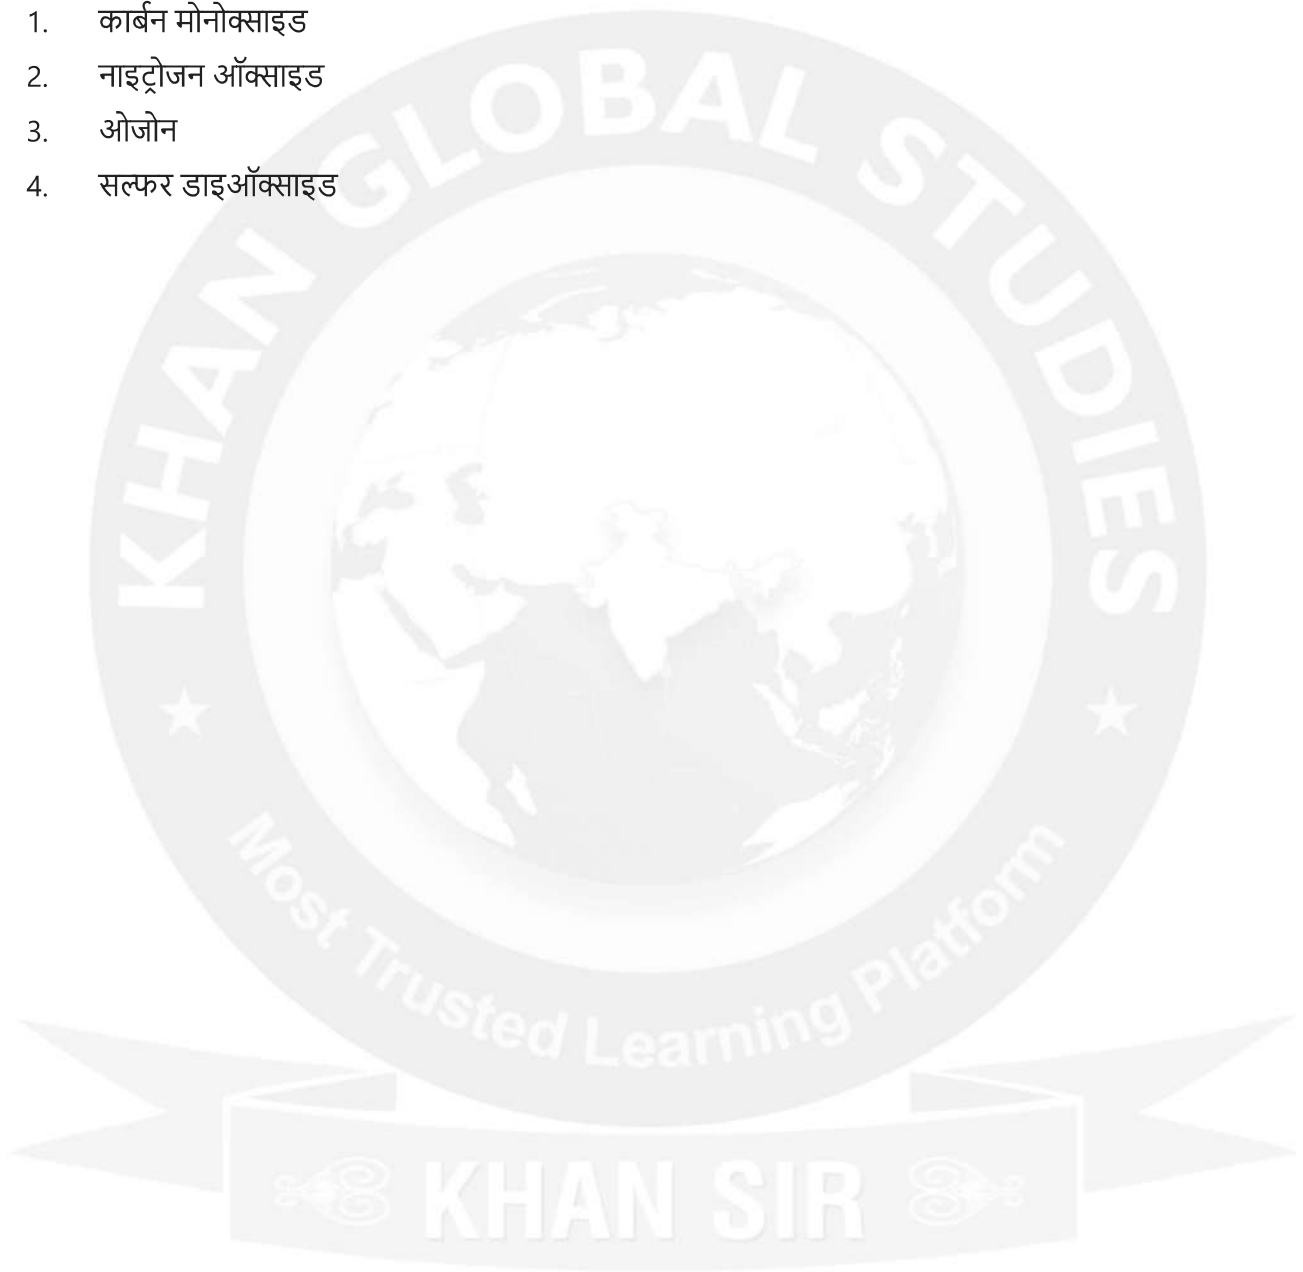 1. कार्बन मोनोक्साइड
2. नाइट्रोजन ऑक्साइड
3. ओजोन
4. सल्फर डाइऑक्साइड
KHAN GLOBAL STUDIES
Most Trusted Learning Platform
KHAN SIR